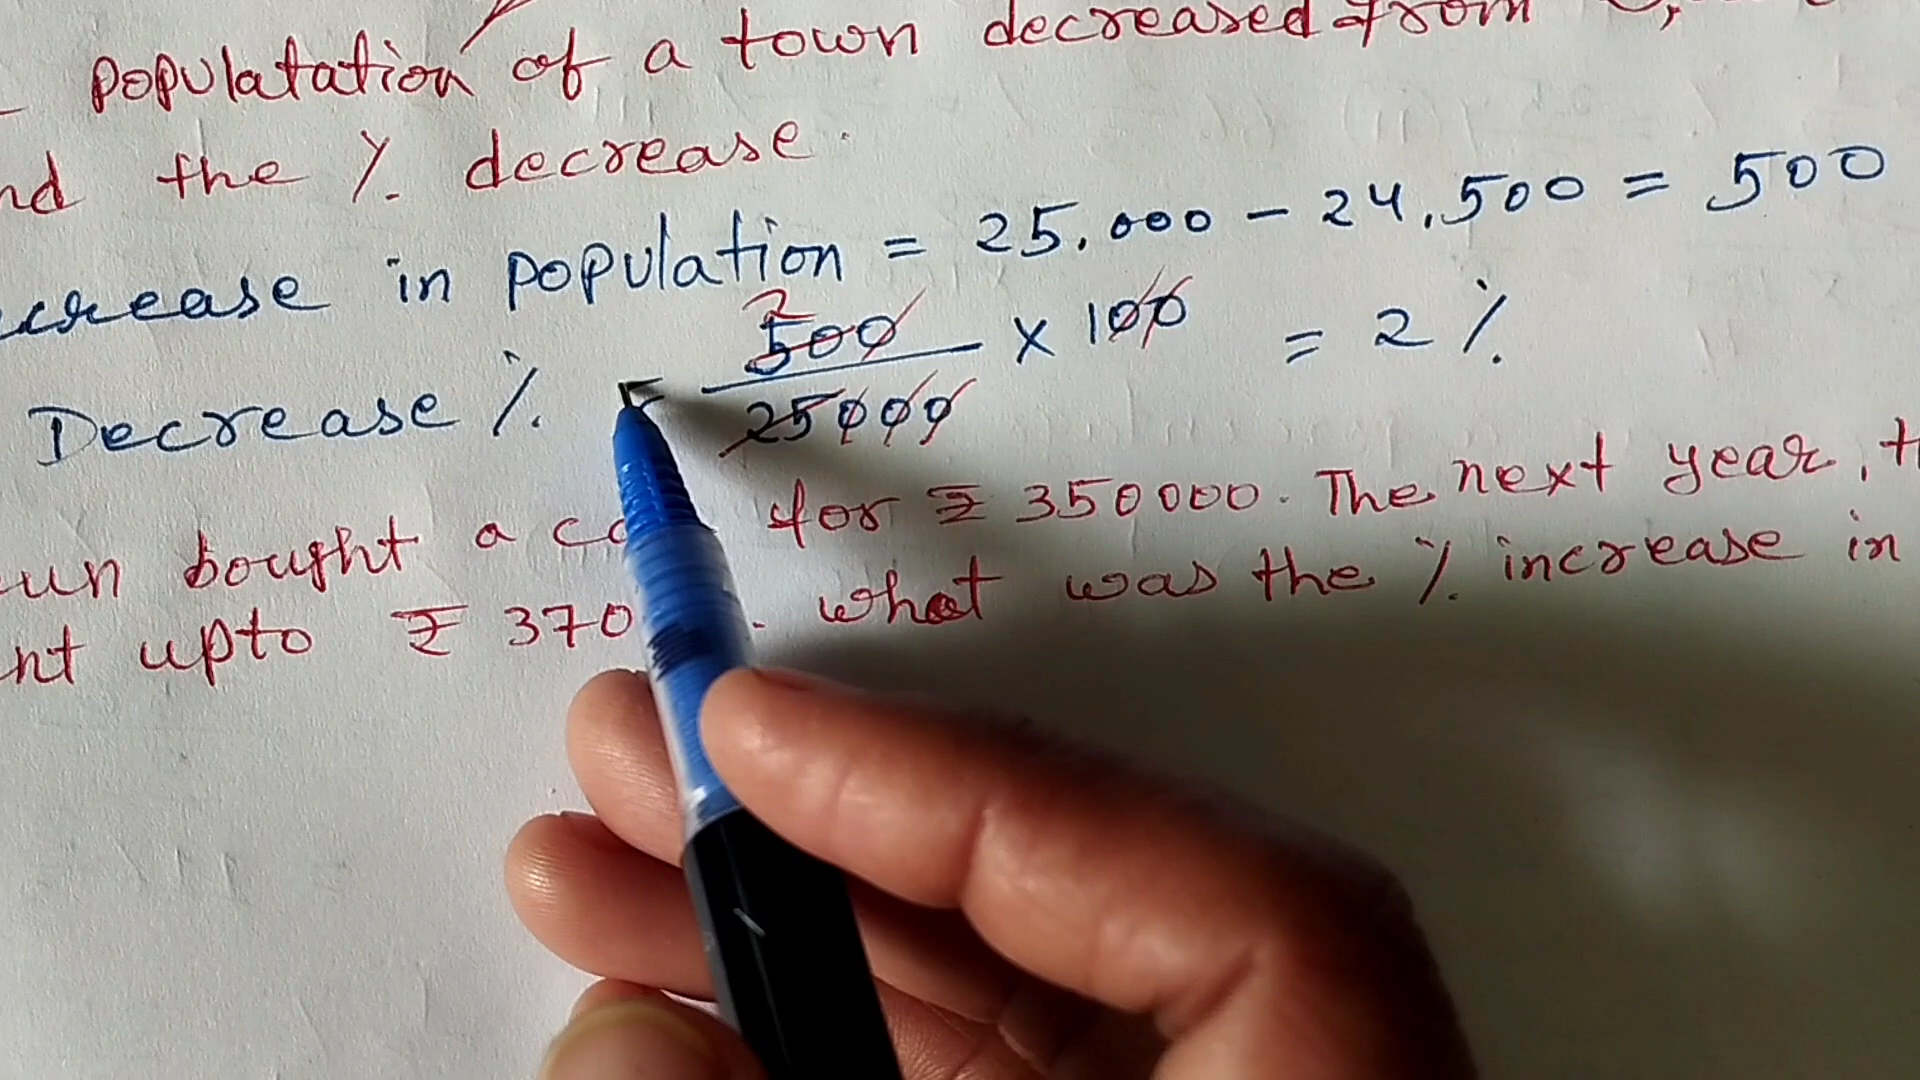 populatation of a town decreased from
nd the % decrease.
crease in population = 25,000 - 24,500 = 500
Decrease % = 500/25000 × 100 = 2%
2
un bought a for ₹ 350000. The next year, t
nt upto ₹ 370 . what was the % increase in